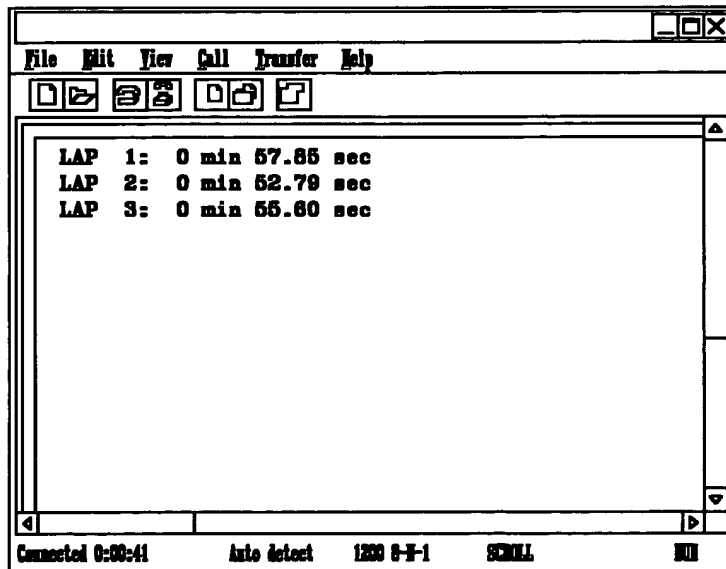 File Edit View Call Transfer Help
LAP 1: 0 min 57.85 sec
LAP 2: 0 min 52.79 sec
LAP 3: 0 min 55.60 sec
Connected 0:00:41 Auto detect 1200 8-N-1 SCROLL NUM